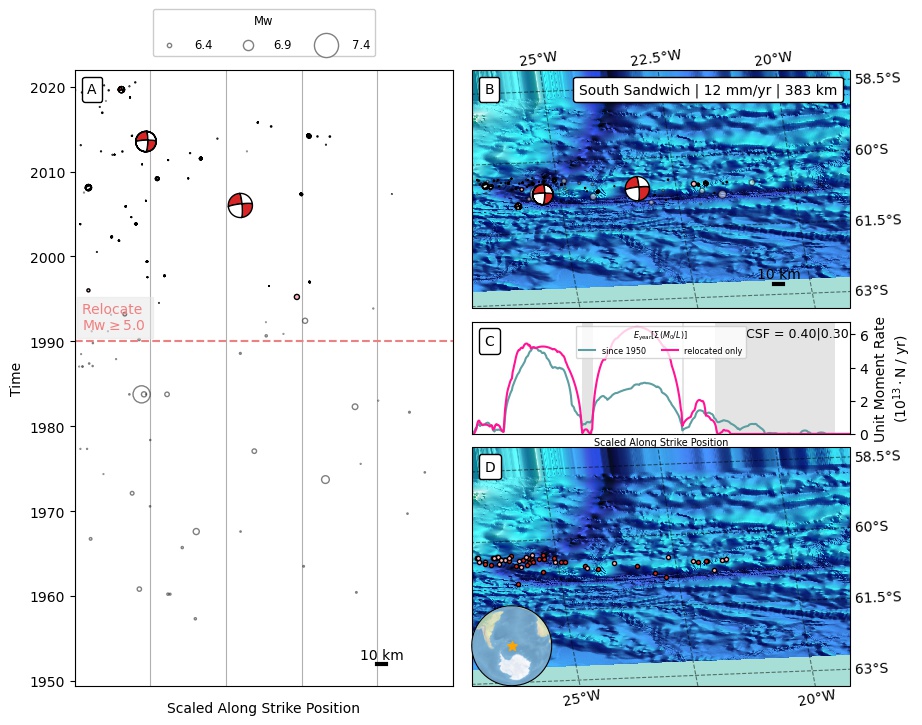 Mw
6.4 6.9 7.4
A
2020
2010
2000
1990
1980
1970
1960
1950
Time
Relocate
Mw ≥ 5.0
10 km
Scaled Along Strike Position
25°W 22.5°W 20°W
B
South Sandwich | 12 mm/yr | 383 km
58.5°S
60°S
61.5°S
63°S
10 km
C
E_year[Σ(M₀/L)]
since 1950 relocated only
CSF = 0.40|0.30
6
4
2
0
Unit Moment Rate
(10¹³ · N / yr)
Scaled Along Strike Position
D
58.5°S
60°S
61.5°S
63°S
25°W 20°W